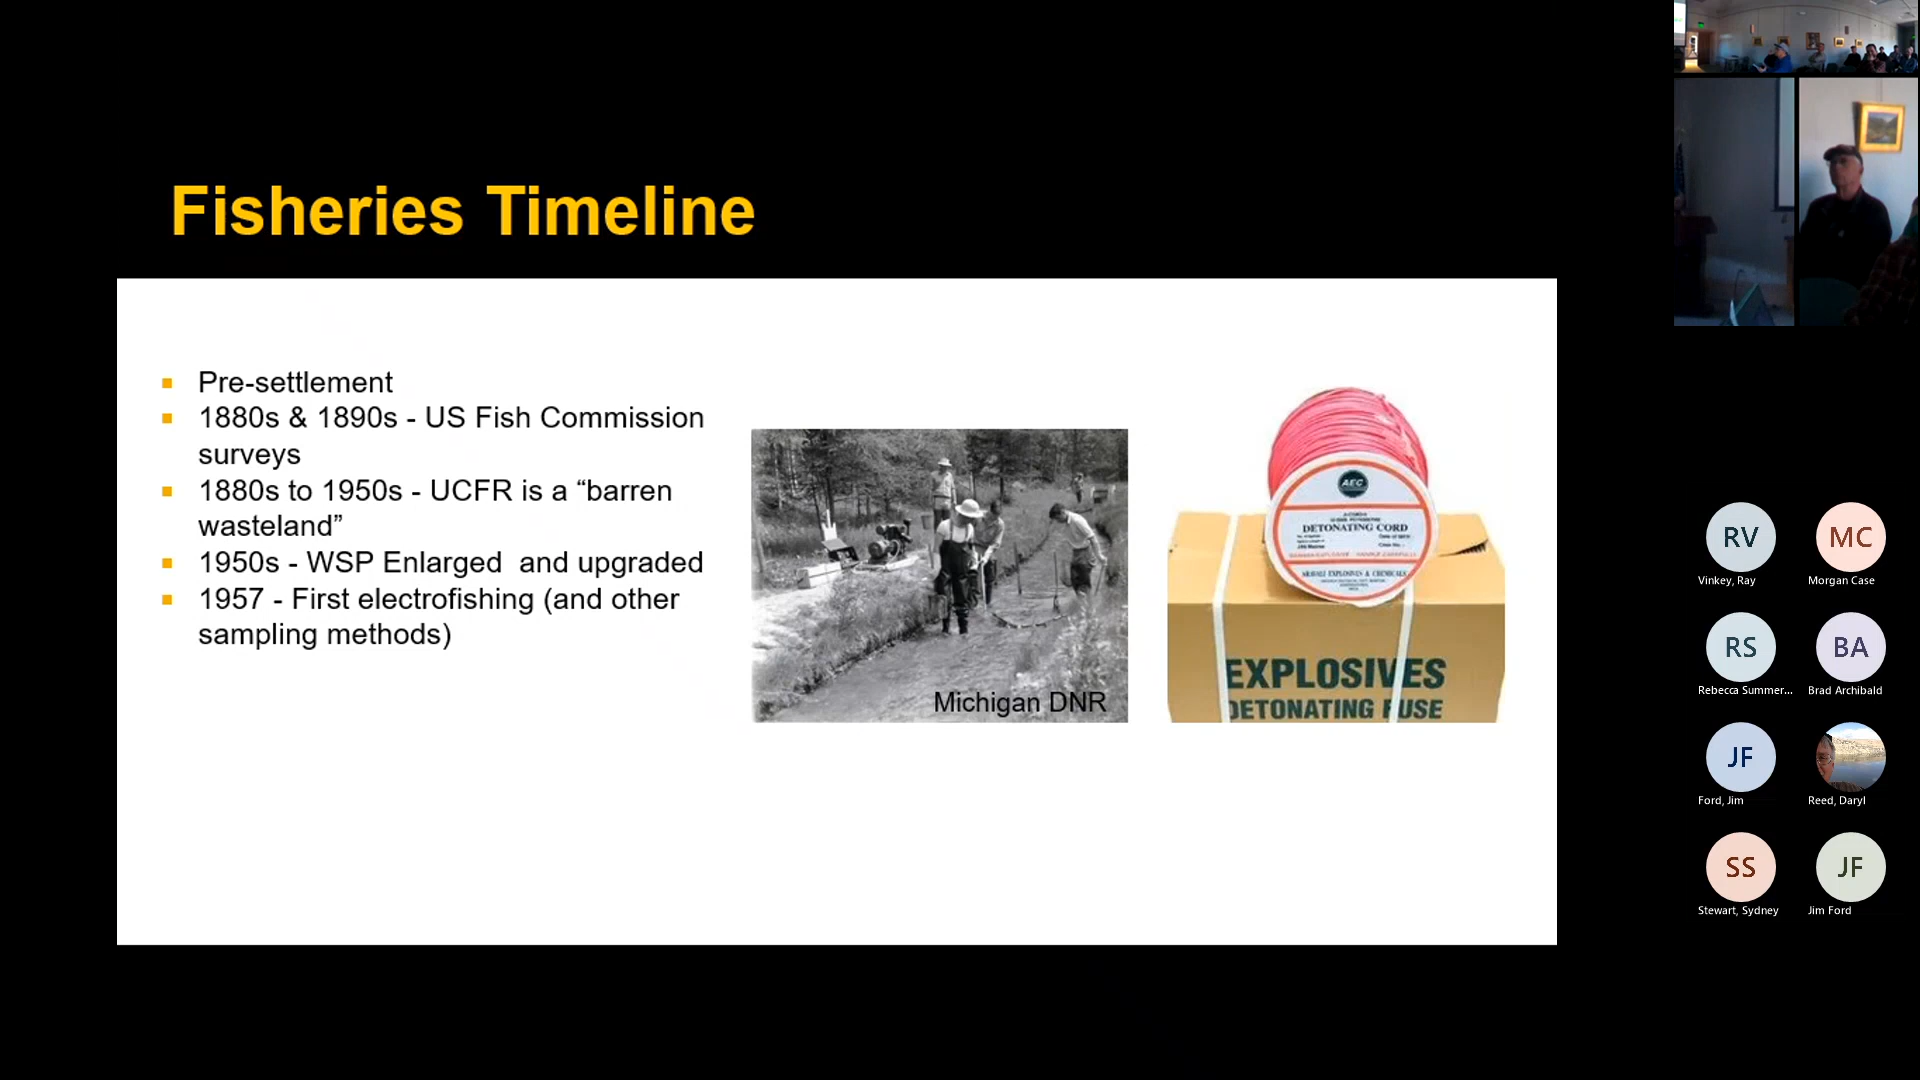 Fisheries Timeline
Pre-settlement
1880s & 1890s - US Fish Commission
surveys
1880s to 1950s - UCFR is a “barren
wasteland”
1950s - WSP Enlarged  and upgraded
1957 - First electrofishing (and other
sampling methods)
Michigan DNR
AEC
DETONATING CORD
EXPLOSIVES
DETONATING FUSE
RV
Vinkey, Ray
MC
Morgan Case
RS
Rebecca Summer...
BA
Brad Archibald
JF
Ford, Jim
Reed, Daryl
SS
Stewart, Sydney
JF
Jim Ford